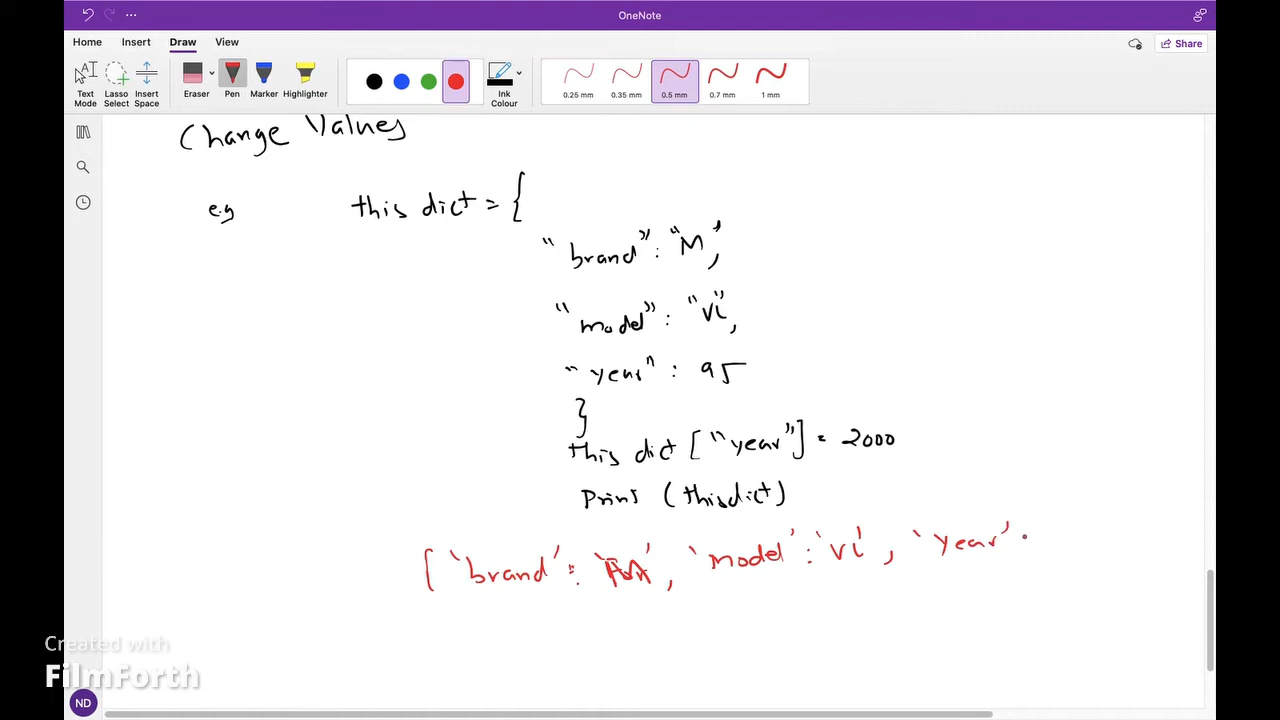 OneNote
Home Insert Draw View
Share
Text Mode Lasso Select Insert Space Eraser Pen Marker Highlighter Ink Colour 0.25 mm 0.35 mm 0.5 mm 0.7 mm 1 mm
Change Values
e.g this dict = {
"brand" : "M",
"model" : "Vi",
"year" : 95
}
this dict ["year"] = 2000
Print (thisdict)
{ 'brand' : , 'model' : 'Vi', 'year' :
Created with
FilmForth
ND